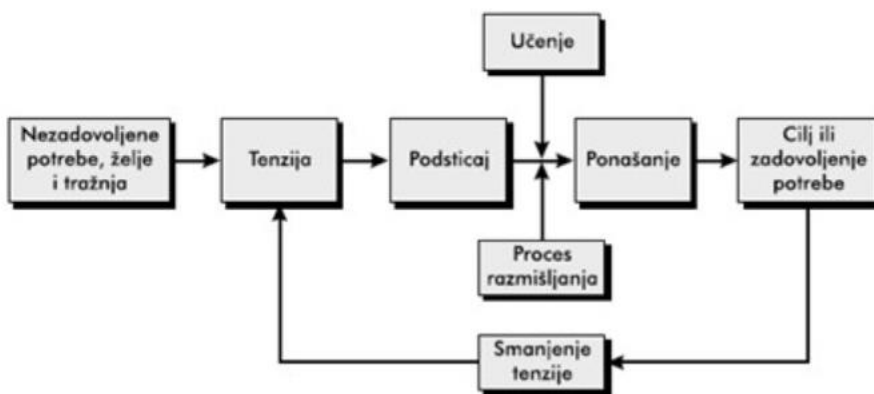 Učenje
Nezadovoljene
potrebe, želje
i tražnja
Tenzija
Podsticaj
Ponašanje
Cilj ili
zadovoljenje
potrebe
Proces
razmišljanja
Smanjenje
tenzije